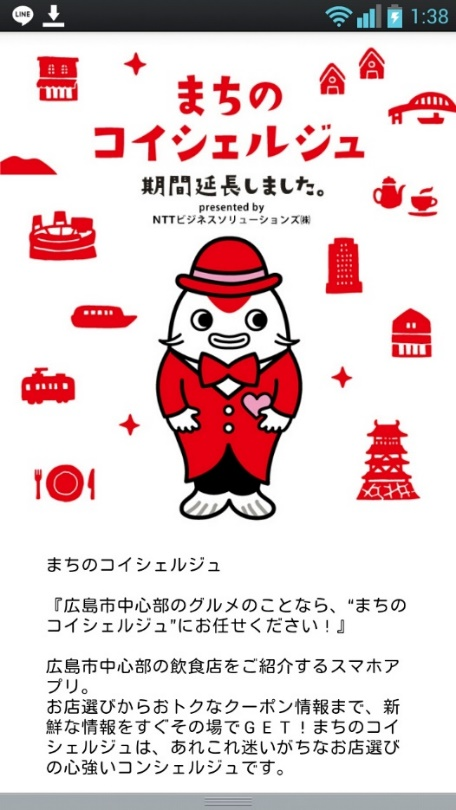 LINE
1:38
まちの
コイシェルジュ
期間延長しました。
presented by
NTTビジネスソリューションズ㈱
まちのコイシェルジュ
『広島市中心部のグルメのことなら、“まちの
コイシェルジュ”にお任せください！』
広島市中心部の飲食店をご紹介するスマホア
プリ。
お店選びからおトクなクーポン情報まで、新
鮮な情報をすぐその場でＧＥＴ！まちのコイ
シェルジュは、あれこれ迷いがちなお店選び
の心強いコンシェルジュです。